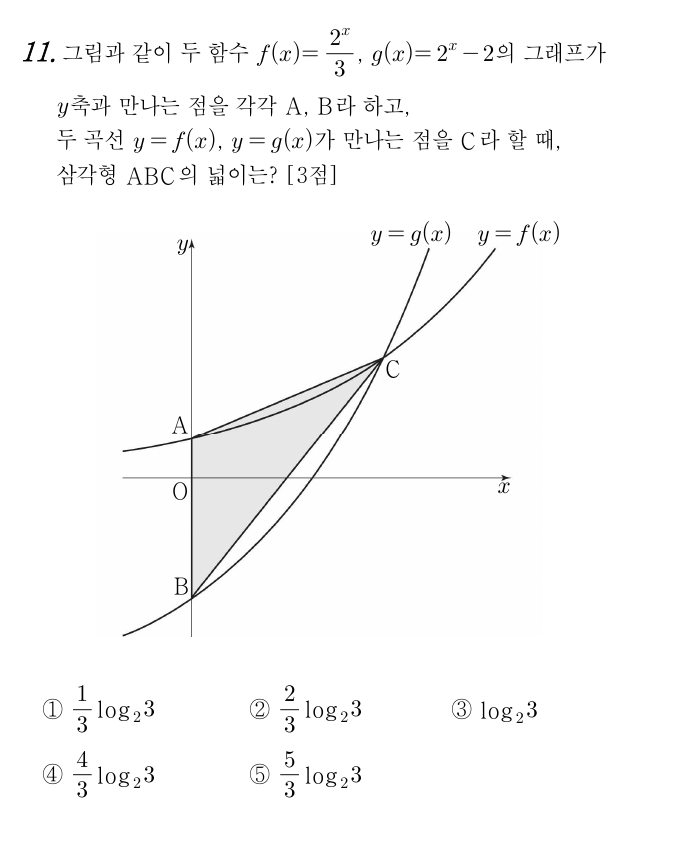 11. 그림과 같이 두 함수 f(x)=2^x/3, g(x)=2^x-2의 그래프가
y축과 만나는 점을 각각 A, B라 하고,
두 곡선 y=f(x), y=g(x)가 만나는 점을 C라 할 때,
삼각형 ABC의 넓이는? [3점]
y=g(x) y=f(x)
y
C
A
O x
B
① 1/3 log₂3 ② 2/3 log₂3 ③ log₂3
④ 4/3 log₂3 ⑤ 5/3 log₂3